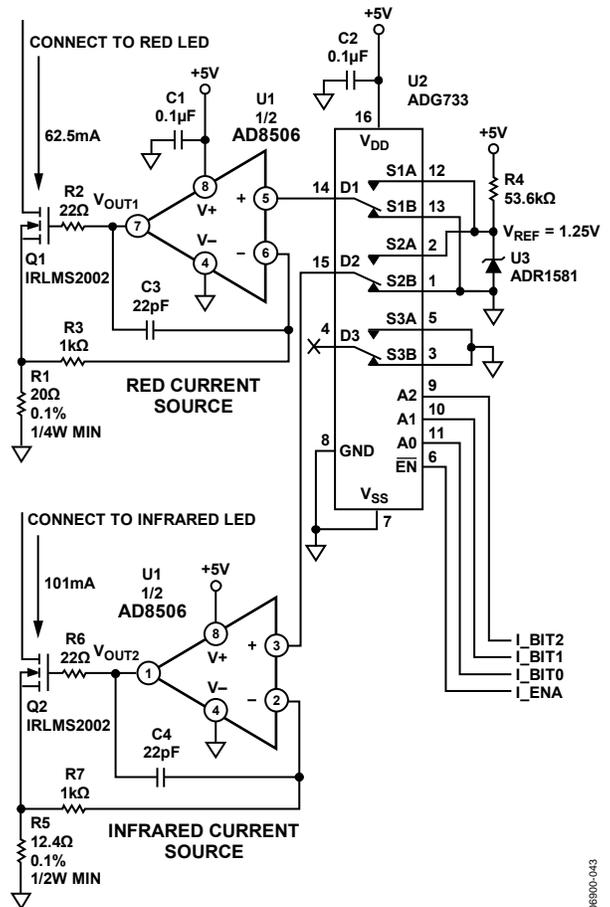 CONNECT TO RED LED
62.5mA
+5V
C1
0.1µF
U1
1/2
AD8506
R2
22Ω
VOUT1
7
8
V+
+
5
V−
4
−
6
Q1
IRLMS2002
C3
22pF
R3
1kΩ
R1
20Ω
0.1%
1/4W MIN
RED CURRENT
SOURCE
+5V
C2
0.1µF
U2
ADG733
16
VDD
14
D1
S1A
12
S1B
13
15
D2
S2A
2
S2B
1
4
D3
S3A
5
S3B
3
A2
9
A1
10
A0
11
EN
6
8
GND
VSS
7
+5V
R4
53.6kΩ
VREF = 1.25V
U3
ADR1581
CONNECT TO INFRARED LED
101mA
U1
1/2
AD8506
+5V
R6
22Ω
VOUT2
1
8
V+
+
3
V−
4
−
2
Q2
IRLMS2002
C4
22pF
R7
1kΩ
R5
12.4Ω
0.1%
1/2W MIN
INFRARED CURRENT
SOURCE
I_BIT2
I_BIT1
I_BIT0
I_ENA
06900-043